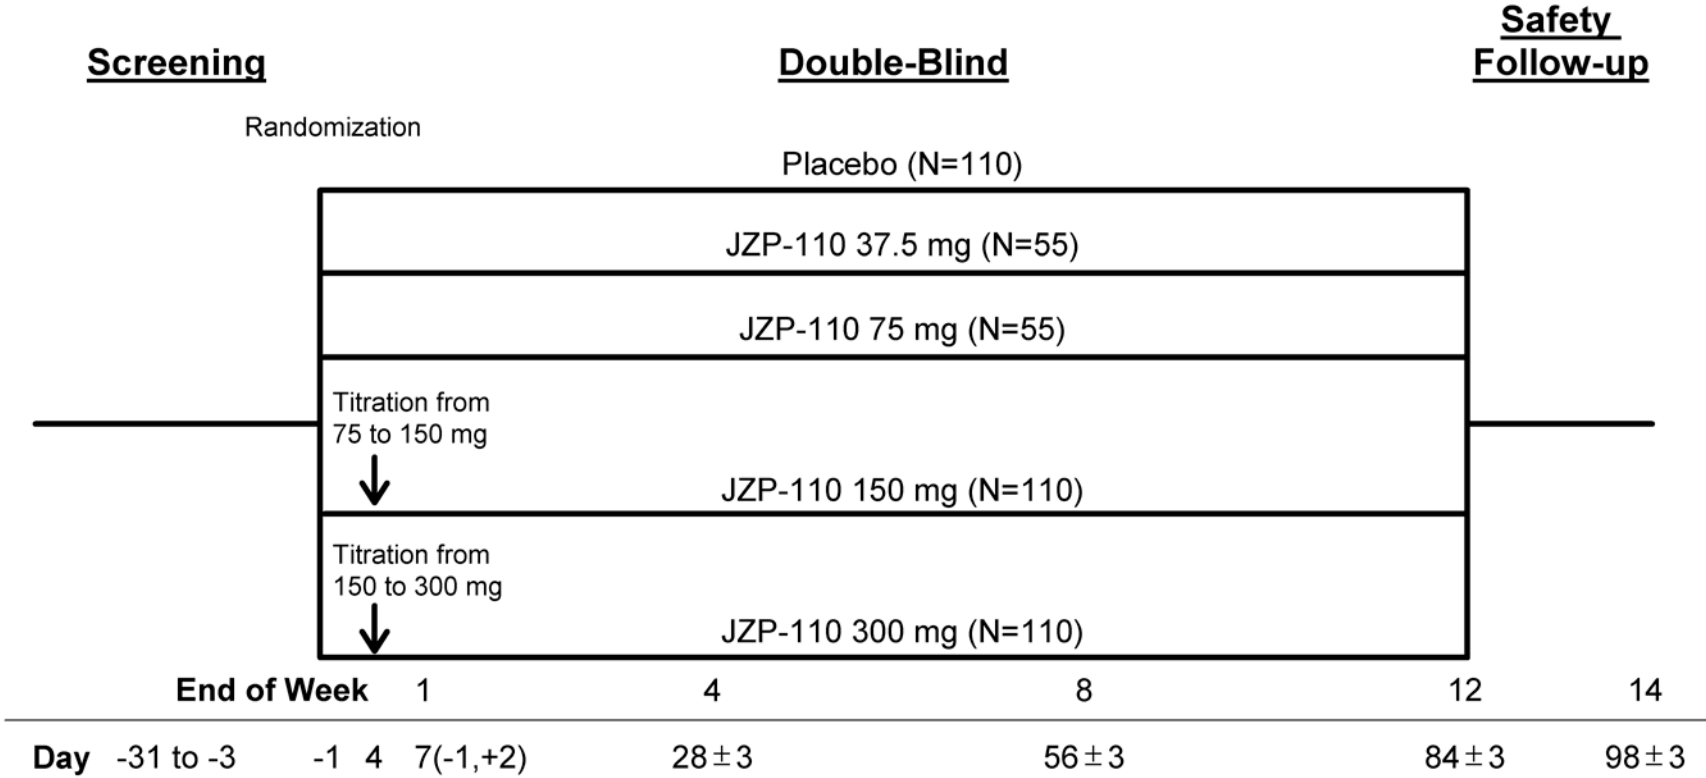 Screening
Double-Blind
Safety
Follow-up
Randomization
Placebo (N=110)
JZP-110 37.5 mg (N=55)
JZP-110 75 mg (N=55)
Titration from
75 to 150 mg
JZP-110 150 mg (N=110)
Titration from
150 to 300 mg
JZP-110 300 mg (N=110)
End of Week 1 4 8 12 14
Day -31 to -3 -1 4 7(-1,+2) 28±3 56±3 84±3 98±3